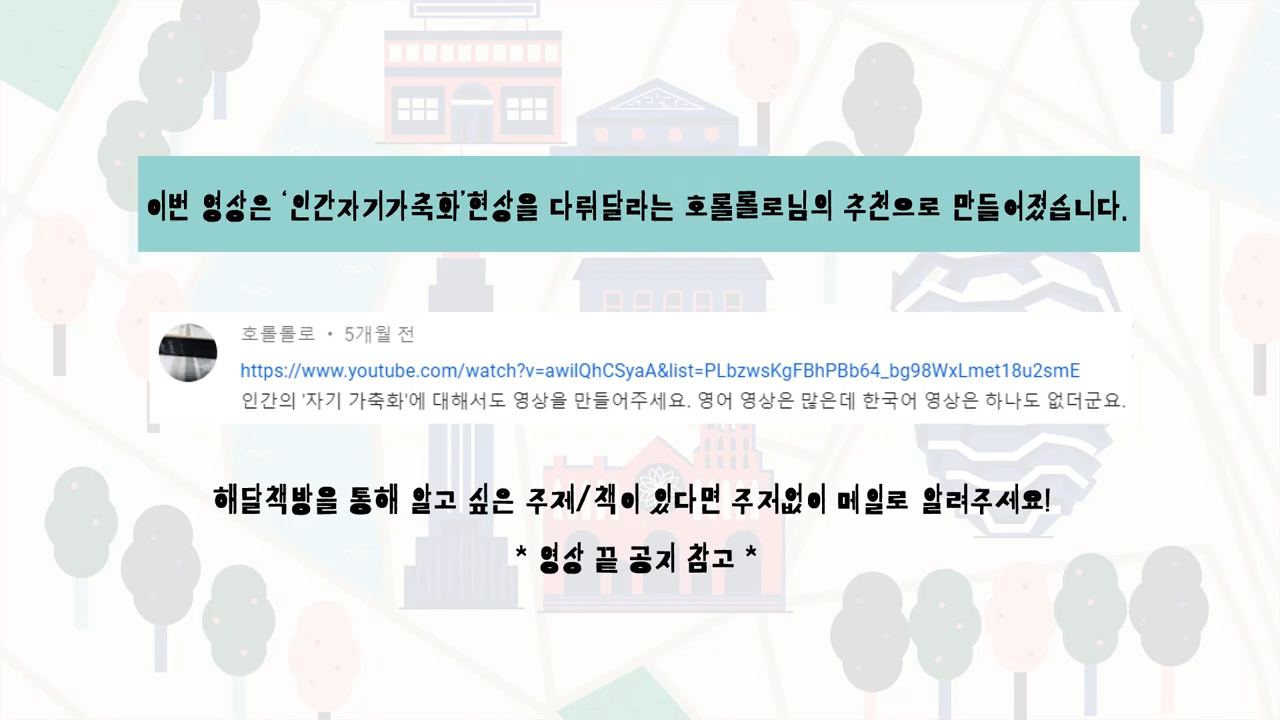 이번 영상은 '인간자기가축화'현상을 다뤄달라는 호롤롤로님의 추천으로 만들어졌습니다.
호롤롤로 • 5개월 전
https://www.youtube.com/watch?v=awilQhCSyaA&list=PLbzwsKgFBhPBb64_bg98WxLmet18u2smE
인간의 '자기 가축화'에 대해서도 영상을 만들어주세요. 영어 영상은 많은데 한국어 영상은 하나도 없더군요.
해달책방을 통해 알고 싶은 주제/책이 있다면 주저없이 메일로 알려주세요!
* 영상 끝 공지 참고 *